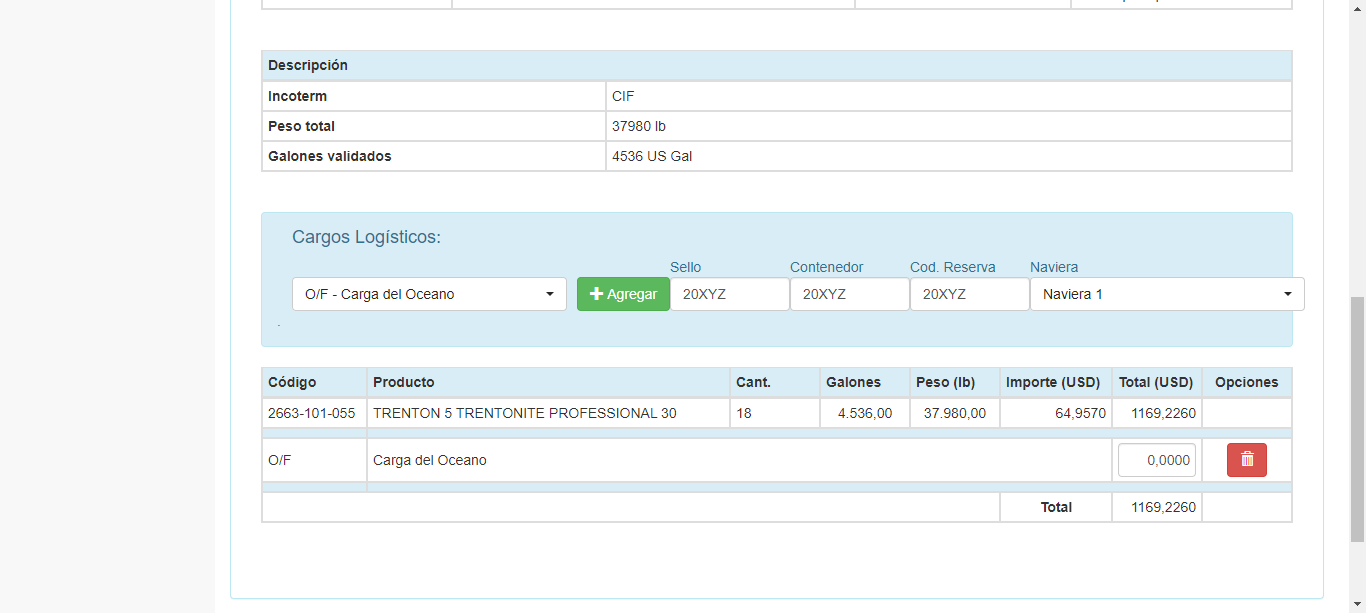 Descripción
Incoterm CIF
Peso total 37980 lb
Galones validados 4536 US Gal
Cargos Logísticos:
Sello Contenedor Cod. Reserva Naviera
O/F - Carga del Oceano Agregar 20XYZ 20XYZ 20XYZ Naviera 1
Código Producto Cant. Galones Peso (lb) Importe (USD) Total (USD) Opciones
2663-101-055 TRENTON 5 TRENTONITE PROFESSIONAL 30 18 4.536,00 37.980,00 64,9570 1169,2260
O/F Carga del Oceano 0,0000
Total 1169,2260